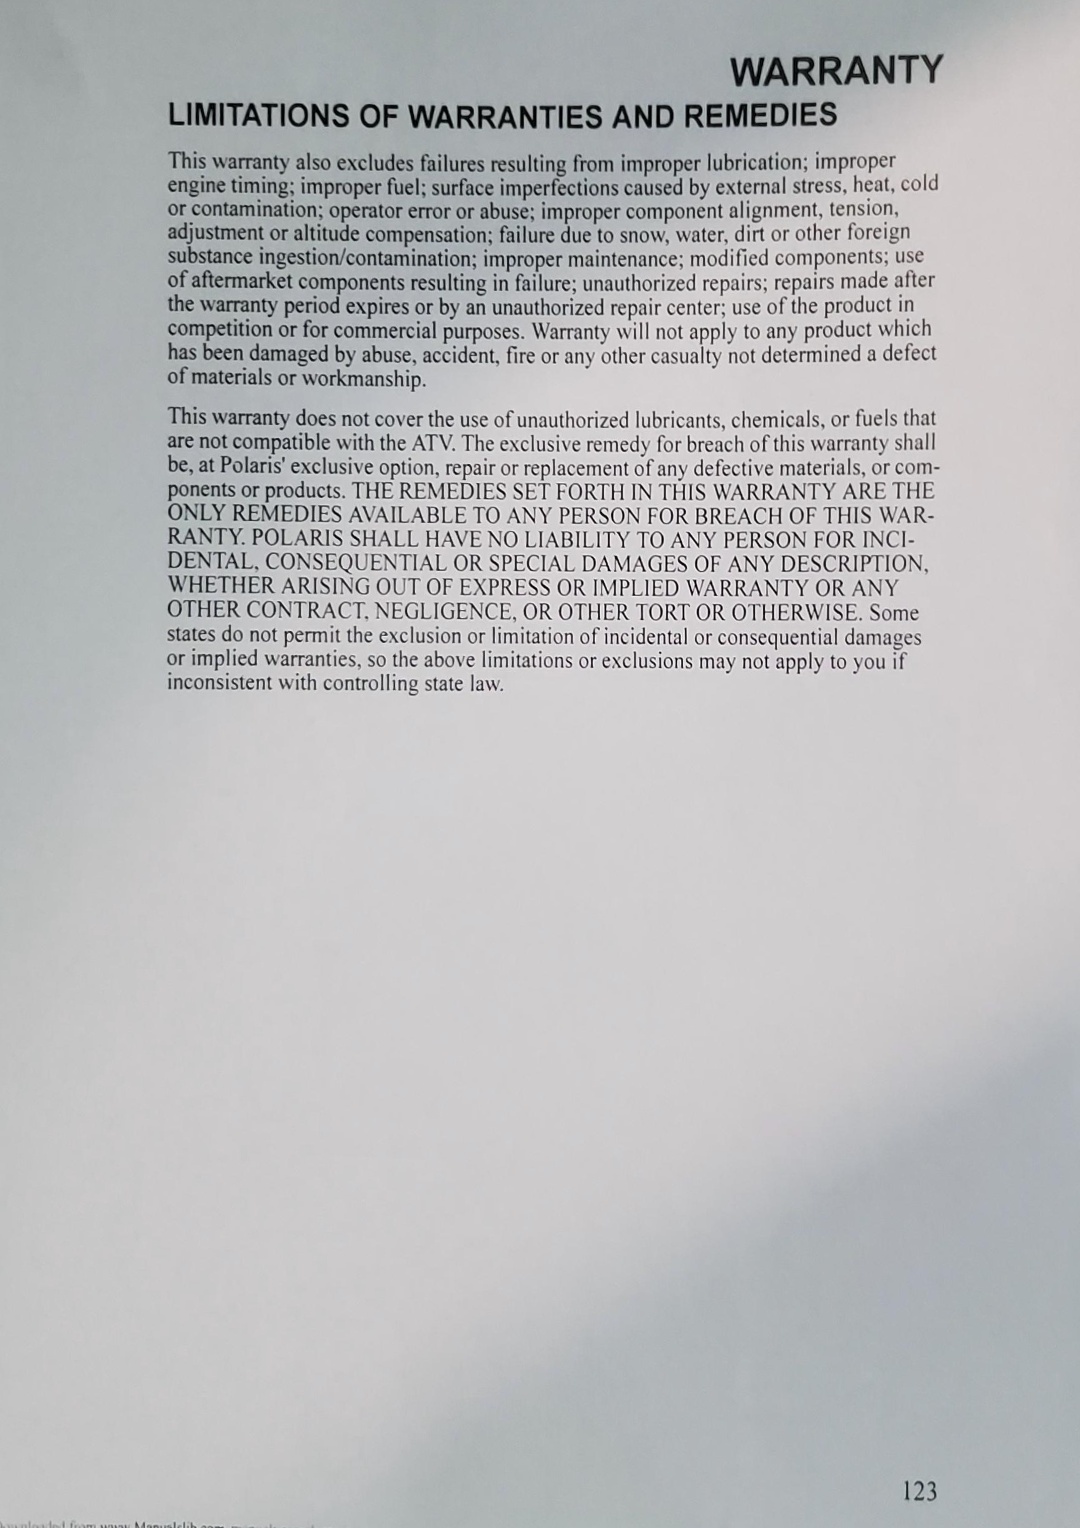 WARRANTY
LIMITATIONS OF WARRANTIES AND REMEDIES
This warranty also excludes failures resulting from improper lubrication; improper
engine timing; improper fuel; surface imperfections caused by external stress, heat, cold
or contamination; operator error or abuse; improper component alignment, tension,
adjustment or altitude compensation; failure due to snow, water, dirt or other foreign
substance ingestion/contamination; improper maintenance; modified components; use
of aftermarket components resulting in failure; unauthorized repairs; repairs made after
the warranty period expires or by an unauthorized repair center; use of the product in
competition or for commercial purposes. Warranty will not apply to any product which
has been damaged by abuse, accident, fire or any other casualty not determined a defect
of materials or workmanship.
This warranty does not cover the use of unauthorized lubricants, chemicals, or fuels that
are not compatible with the ATV. The exclusive remedy for breach of this warranty shall
be, at Polaris' exclusive option, repair or replacement of any defective materials, or com-
ponents or products. THE REMEDIES SET FORTH IN THIS WARRANTY ARE THE
ONLY REMEDIES AVAILABLE TO ANY PERSON FOR BREACH OF THIS WAR-
RANTY. POLARIS SHALL HAVE NO LIABILITY TO ANY PERSON FOR INCI-
DENTAL, CONSEQUENTIAL OR SPECIAL DAMAGES OF ANY DESCRIPTION,
WHETHER ARISING OUT OF EXPRESS OR IMPLIED WARRANTY OR ANY
OTHER CONTRACT, NEGLIGENCE, OR OTHER TORT OR OTHERWISE. Some
states do not permit the exclusion or limitation of incidental or consequential damages
or implied warranties, so the above limitations or exclusions may not apply to you if
inconsistent with controlling state law.
123
from www.Manualslib.com